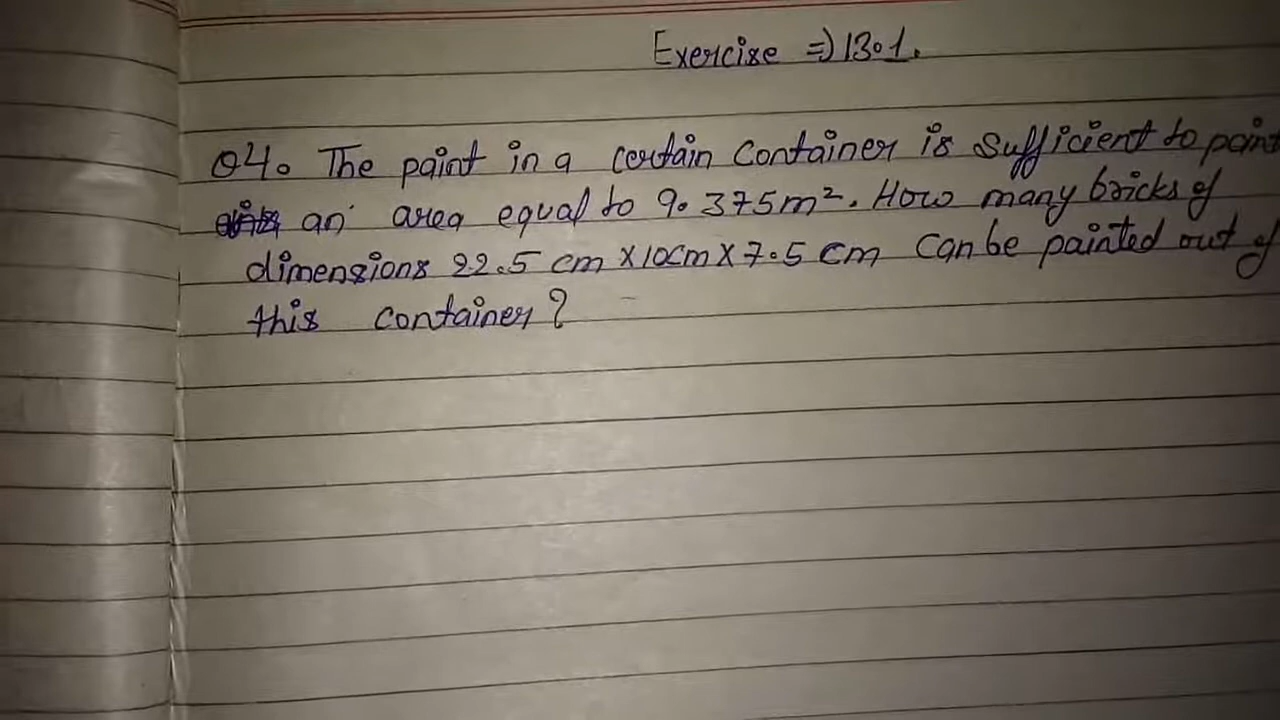 Exercise => 13.1.
Q4. The paint in a certain container is sufficient to paint
an area equal to 9.375m². How many bricks of
dimensions 22.5 cm x 10cm x 7.5 cm can be painted out of
this container?